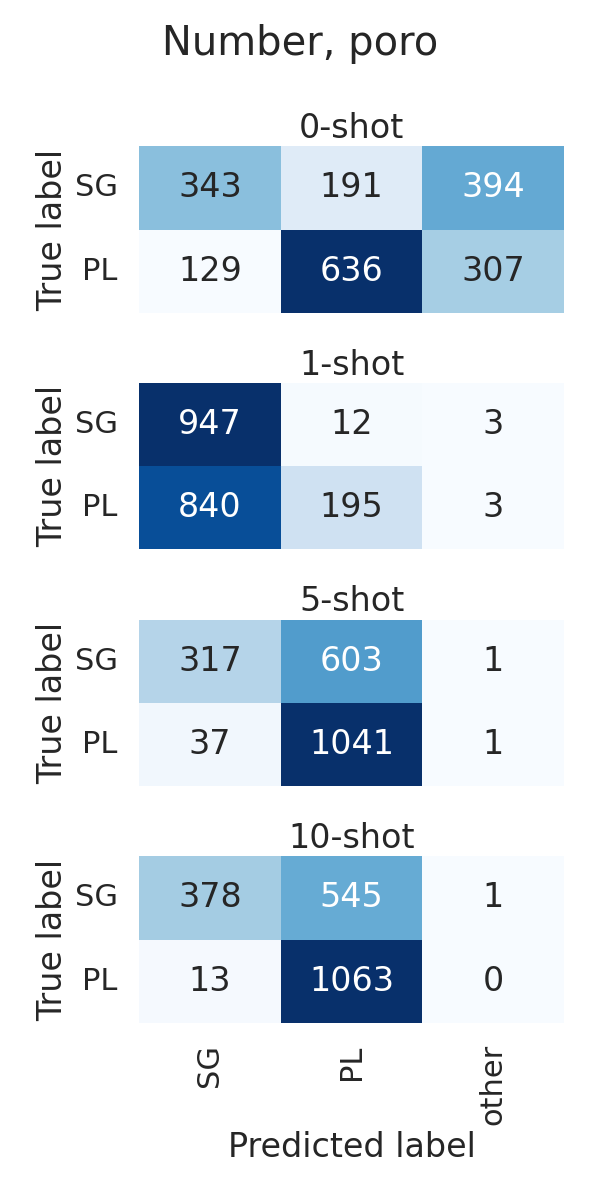 Number, poro
0-shot
True label
SG 343 191 394
PL 129 636 307
1-shot
True label
SG 947 12 3
PL 840 195 3
5-shot
True label
SG 317 603 1
PL 37 1041 1
10-shot
True label
SG 378 545 1
PL 13 1063 0
SG PL other
Predicted label